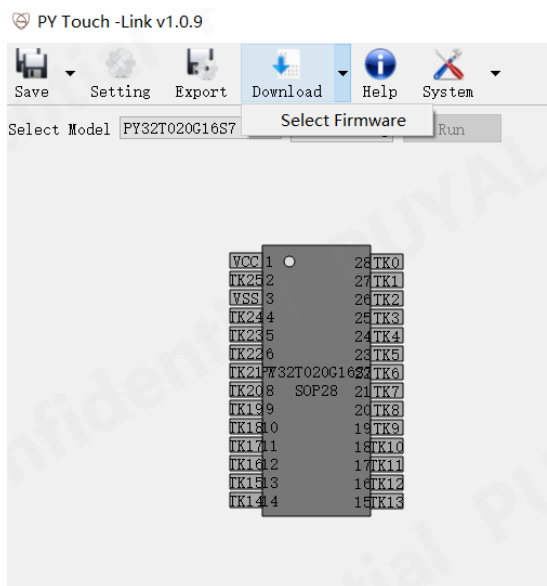 PY Touch -Link v1.0.9
Save Setting Export Download Help System
Select Firmware
Select Model PY32T020G16S7 Run
VCC 1 28 TK0
TK25 2 27 TK1
VSS 3 26 TK2
TK24 4 25 TK3
TK23 5 24 TK4
TK22 6 23 TK5
TK21 7 PY32T020G16S7 22 TK6
TK20 8 SOP28 21 TK7
TK19 9 20 TK8
TK18 10 19 TK9
TK17 11 18 TK10
TK16 12 17 TK11
TK15 13 16 TK12
TK14 14 15 TK13